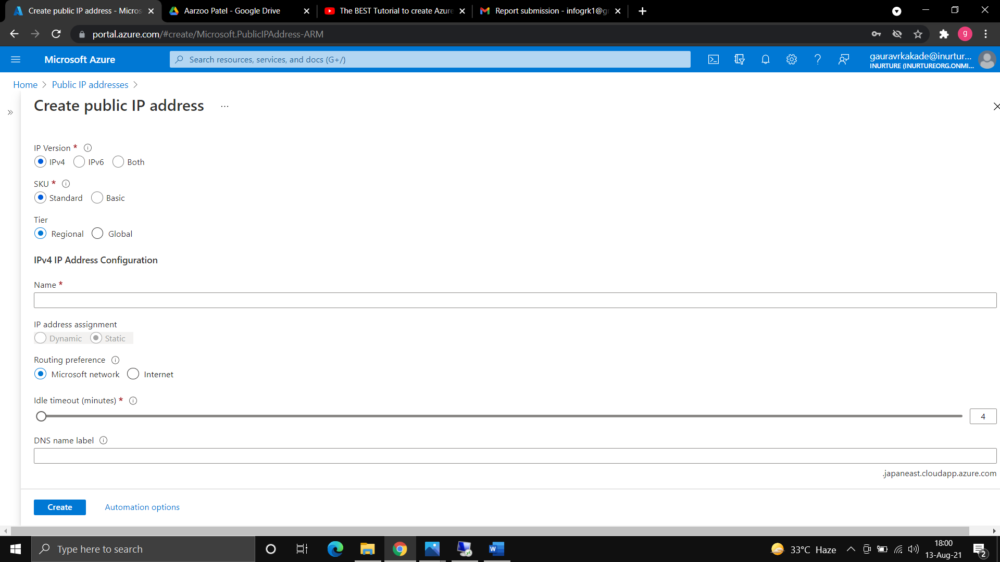 Create public IP address - Micros
Aarzoo Patel - Google Drive
The BEST Tutorial to create Azure
Report submission - infogrk1@g
portal.azure.com/#create/Microsoft.PublicIPAddress-ARM
g
Microsoft Azure
Search resources, services, and docs (G+/)
gauravrkakade@inurtur...
INURTURE (INURTUREORG.ONMI...
Home > Public IP addresses >
Create public IP address ...
IP Version *
IPv4 IPv6 Both
SKU *
Standard Basic
Tier
Regional Global
IPv4 IP Address Configuration
Name *
IP address assignment
Dynamic Static
Routing preference
Microsoft network Internet
Idle timeout (minutes) *
4
DNS name label
.japaneast.cloudapp.azure.com
Create Automation options
Type here to search
33°C Haze
18:00
13-Aug-21
2